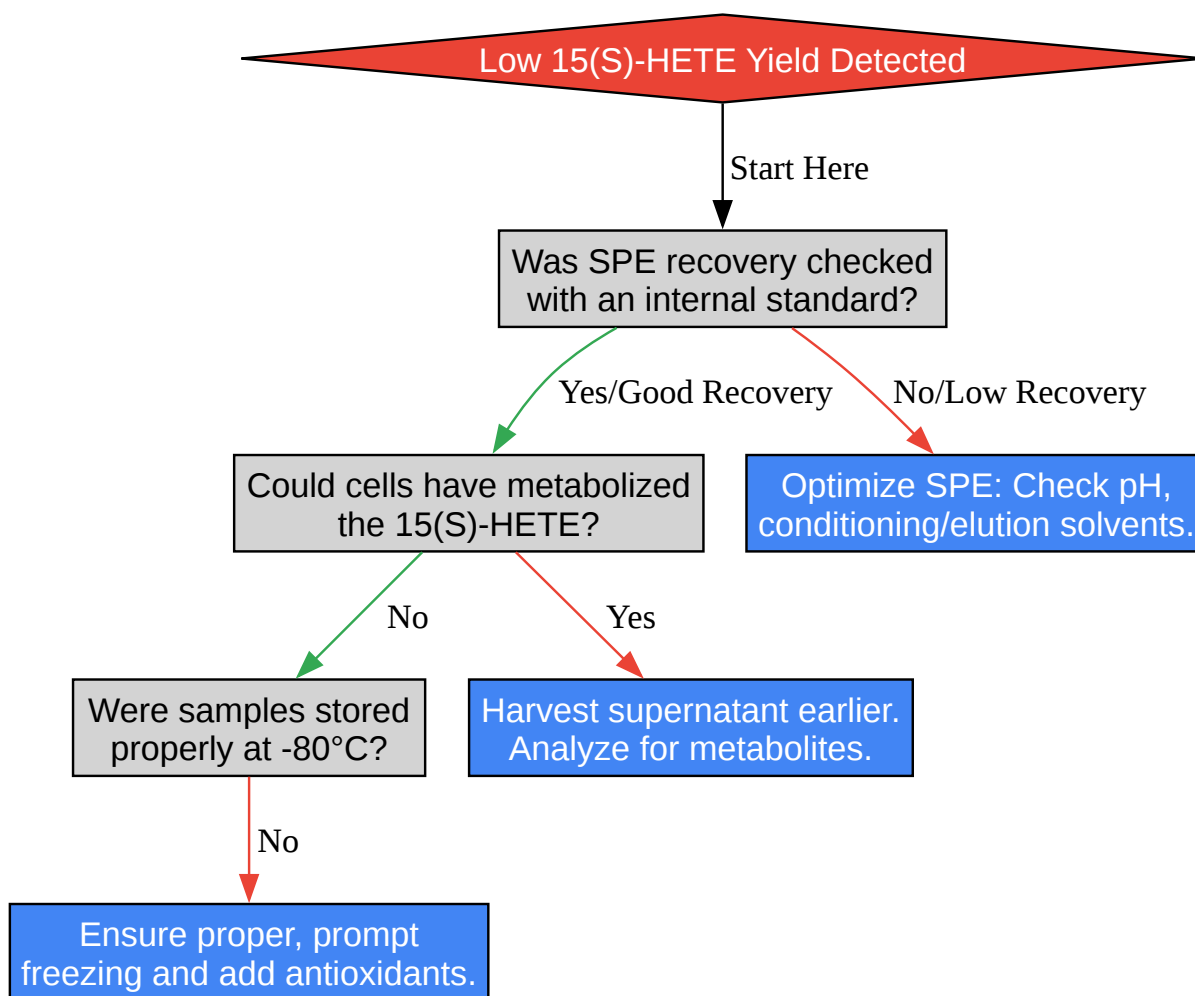 Low 15(S)-HETE Yield Detected
Start Here
Was SPE recovery checked
with an internal standard?
Yes/Good Recovery
No/Low Recovery
Could cells have metabolized
the 15(S)-HETE?
Optimize SPE: Check pH,
conditioning/elution solvents.
No
Yes
Were samples stored
properly at -80°C?
Harvest supernatant earlier.
Analyze for metabolites.
No
Ensure proper, prompt
freezing and add antioxidants.